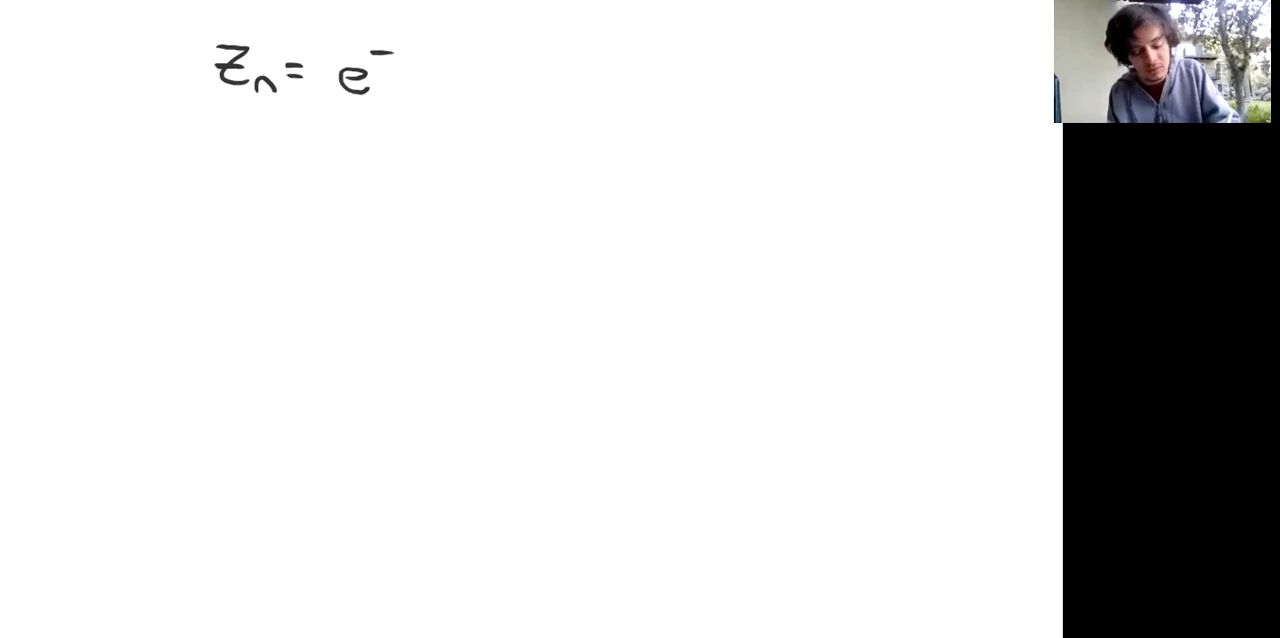 Zₙ = e⁻